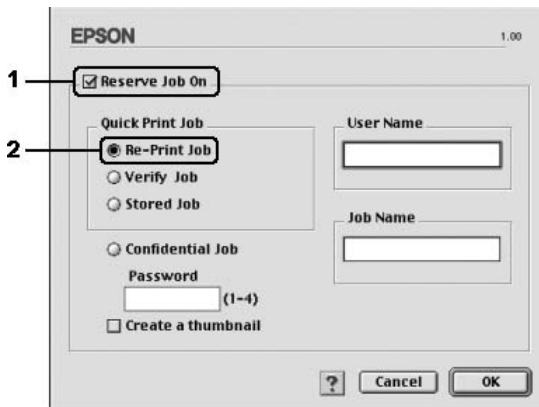 EPSON
1.00
1
Reserve Job On
Quick Print Job
2
Re-Print Job
Verify Job
Stored Job
Confidential Job
Password
(1-4)
Create a thumbnail
User Name
Job Name
?
Cancel
OK